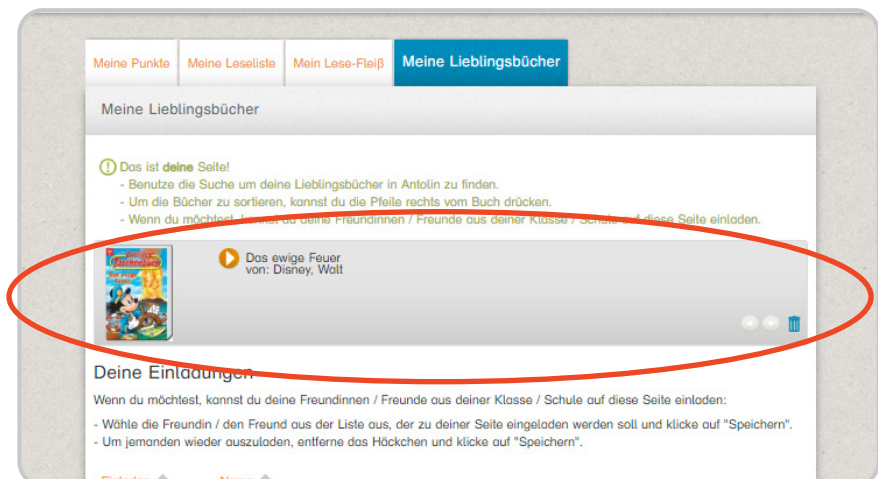 Meine Punkte
Meine Leseliste
Mein Lese-Fleiß
Meine Lieblingsbücher
Meine Lieblingsbücher
Das ist deine Seite!
- Benutze die Suche um deine Lieblingsbücher in Antolin zu finden.
- Um die Bücher zu sortieren, kannst du die Pfeile rechts vom Buch drücken.
- Wenn du möchtest, kannst du deine Freundinnen / Freunde aus deiner Klasse / Schule auf diese Seite einladen.
Taschenbuch
Das ewige Feuer
von: Disney, Walt
Deine Einladungen
Wenn du möchtest, kannst du deine Freundinnen / Freunde aus deiner Klasse / Schule auf diese Seite einladen:
- Wähle die Freundin / den Freund aus der Liste aus, der zu deiner Seite eingeladen werden soll und klicke auf "Speichern".
- Um jemanden wieder auszuladen, entferne das Häckchen und klicke auf "Speichern".
Einladen
Name